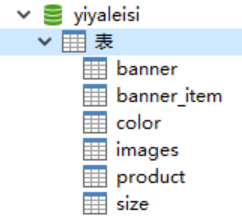 yiyaleisi
表
banner
banner_item
color
images
product
size